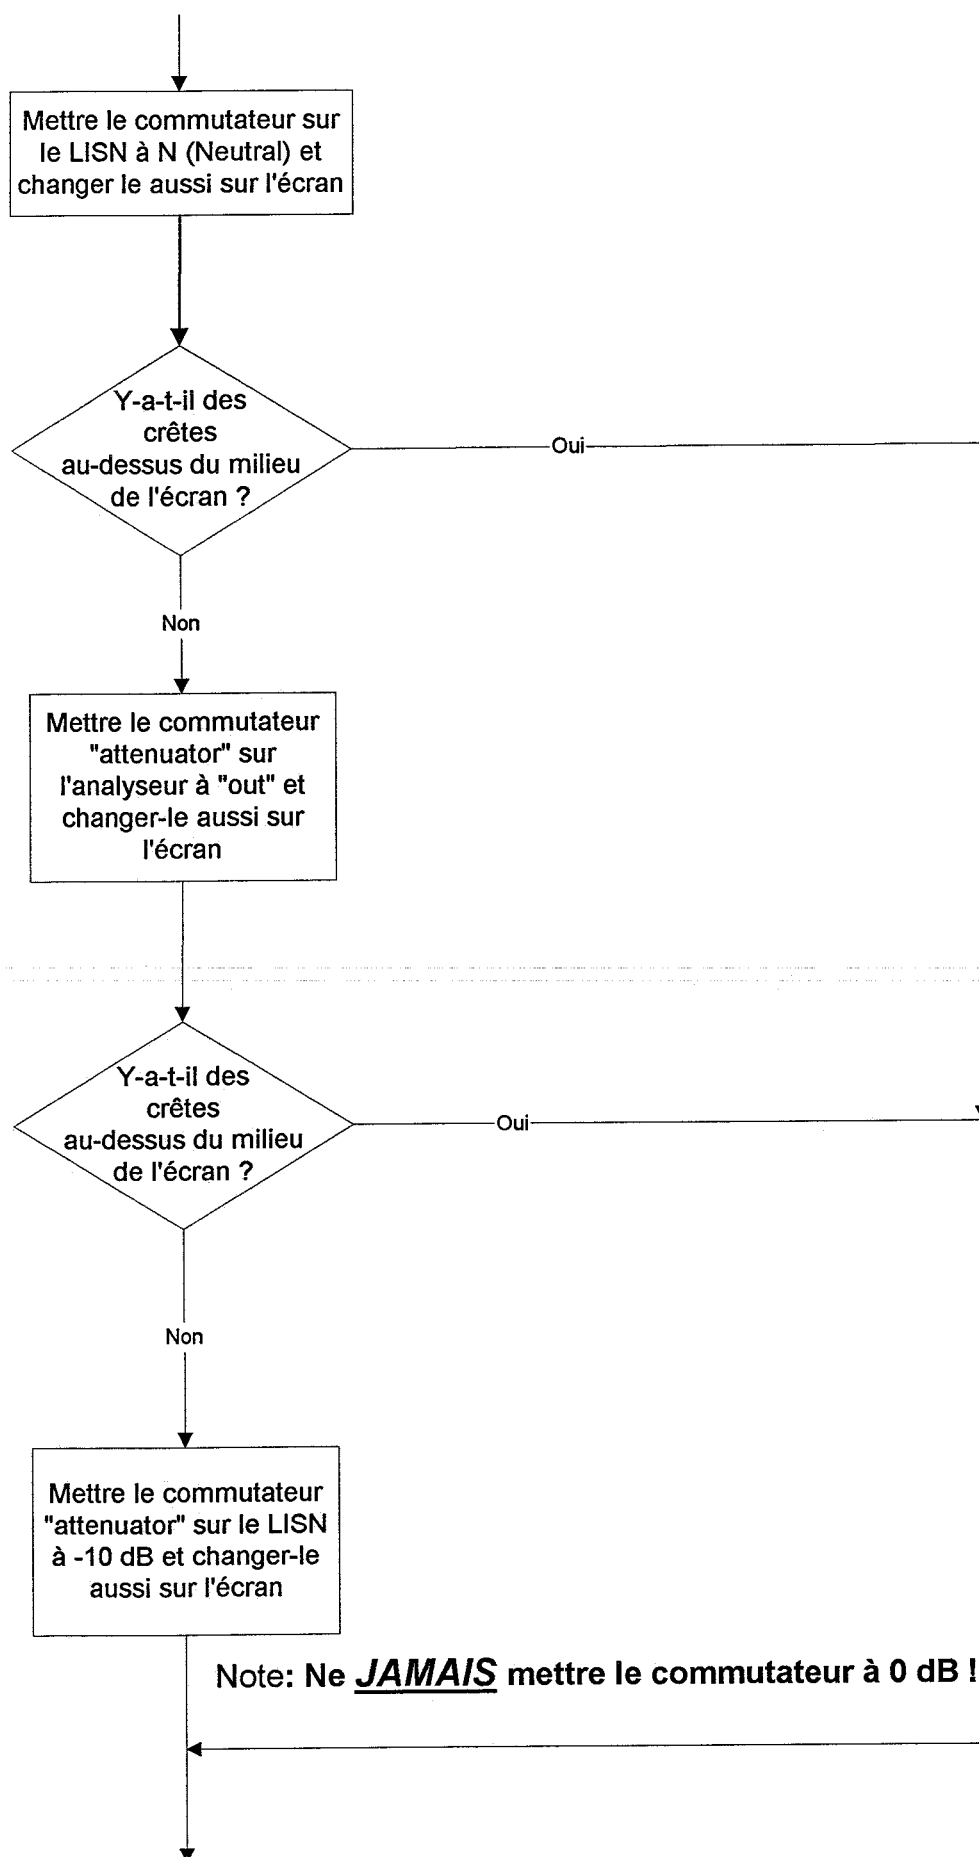 Mettre le commutateur sur
le LISN à N (Neutral) et
changer le aussi sur l'écran
Y-a-t-il des
crêtes
au-dessus du milieu
de l'écran ?
Oui
Non
Mettre le commutateur
"attenuator" sur
l'analyseur à "out" et
changer-le aussi sur
l'écran
Y-a-t-il des
crêtes
au-dessus du milieu
de l'écran ?
Oui
Non
Mettre le commutateur
"attenuator" sur le LISN
à -10 dB et changer-le
aussi sur l'écran
Note: Ne JAMAIS mettre le commutateur à 0 dB !